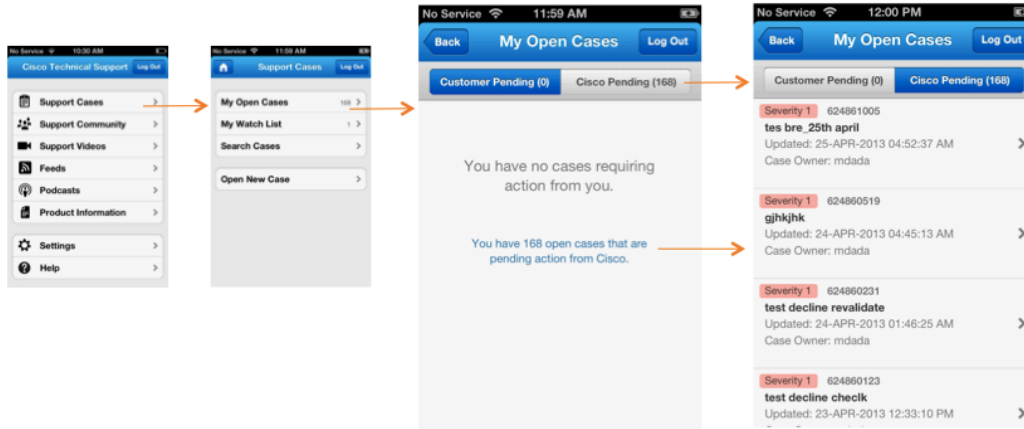 No Service 10:30 AM
Cisco Technical Support Log Out
Support Cases
Support Community
Support Videos
Feeds
Podcasts
Product Information
Settings
Help
No Service 11:59 AM
Support Cases Log Out
My Open Cases 168
My Watch List 1
Search Cases
Open New Case
No Service 11:59 AM
Back My Open Cases Log Out
Customer Pending (0) Cisco Pending (168)
You have no cases requiring
action from you.
You have 168 open cases that are
pending action from Cisco.
No Service 12:00 PM
Back My Open Cases Log Out
Customer Pending (0) Cisco Pending (168)
Severity 1 624861005
tes bre_25th april
Updated: 25-APR-2013 04:52:37 AM
Case Owner: mdada
Severity 1 624860519
gjhkjhk
Updated: 24-APR-2013 04:45:13 AM
Case Owner: mdada
Severity 1 624860231
test decline revalidate
Updated: 24-APR-2013 01:46:25 AM
Case Owner: mdada
Severity 1 624860123
test decline checlk
Updated: 23-APR-2013 12:33:10 PM